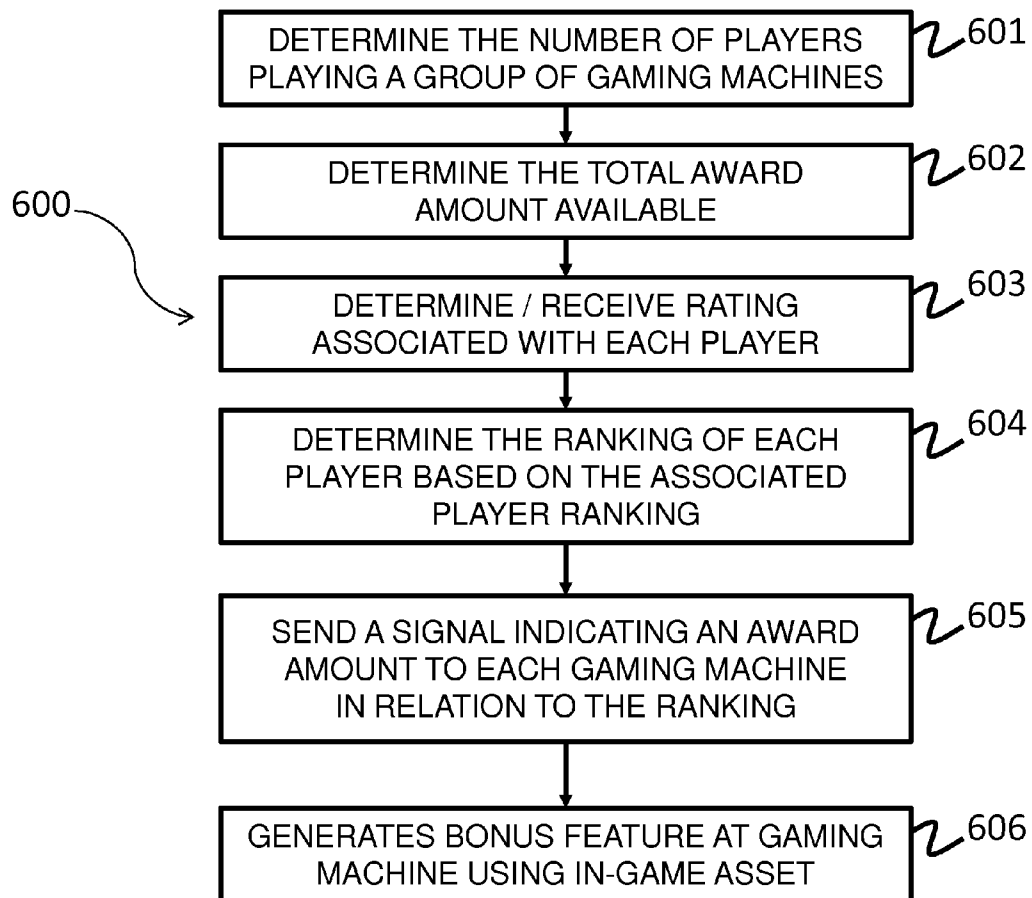 DETERMINE THE NUMBER OF PLAYERS
PLAYING A GROUP OF GAMING MACHINES
601
DETERMINE THE TOTAL AWARD
AMOUNT AVAILABLE
602
600
DETERMINE / RECEIVE RATING
ASSOCIATED WITH EACH PLAYER
603
DETERMINE THE RANKING OF EACH
PLAYER BASED ON THE ASSOCIATED
PLAYER RANKING
604
SEND A SIGNAL INDICATING AN AWARD
AMOUNT TO EACH GAMING MACHINE
IN RELATION TO THE RANKING
605
GENERATES BONUS FEATURE AT GAMING
MACHINE USING IN-GAME ASSET
606